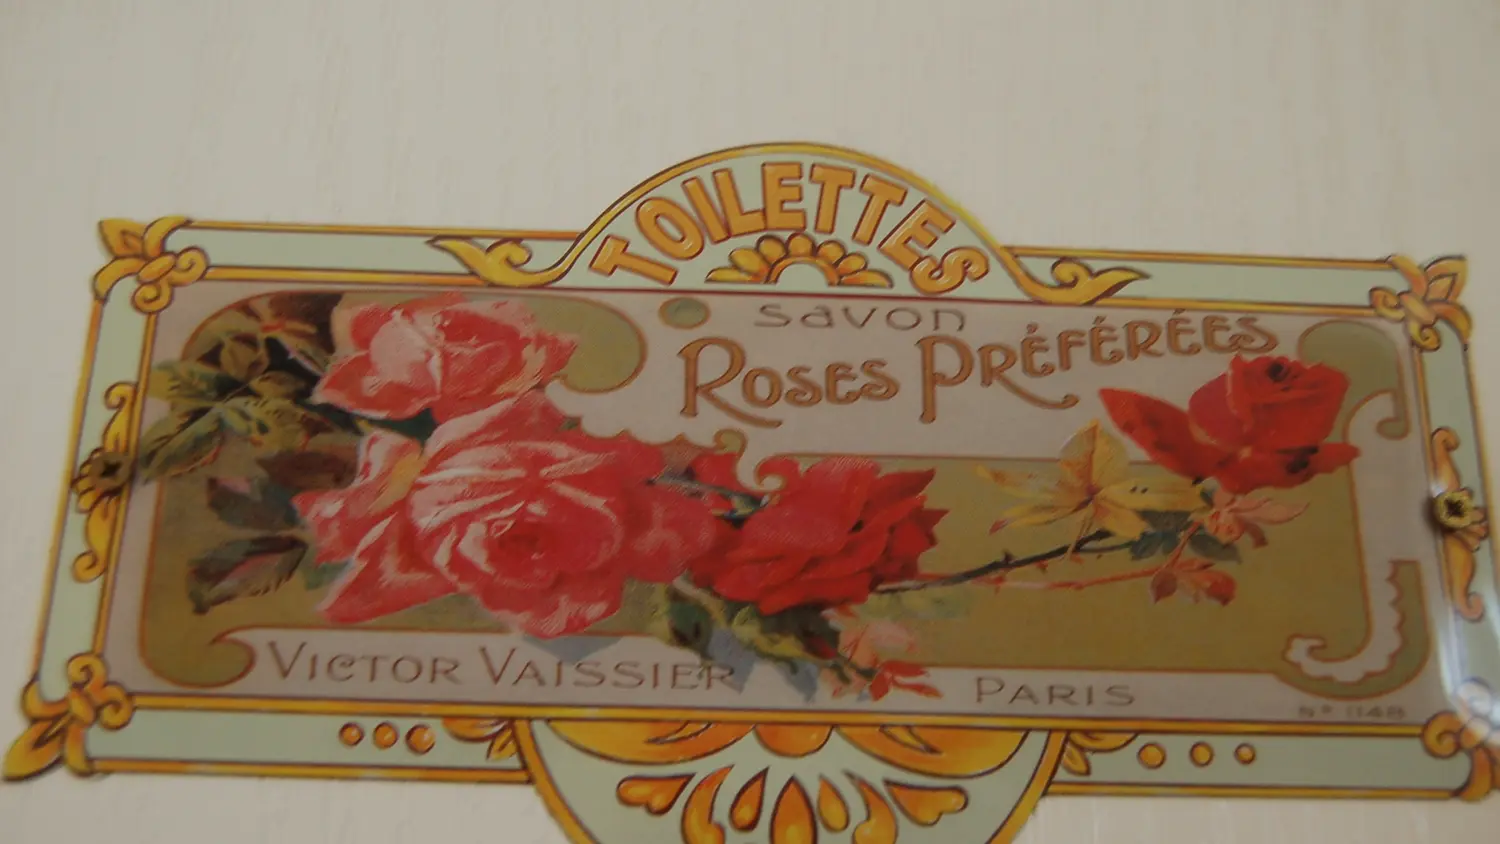 TOILETTES
savon
Roses Préférées
Victor Vaissier Paris